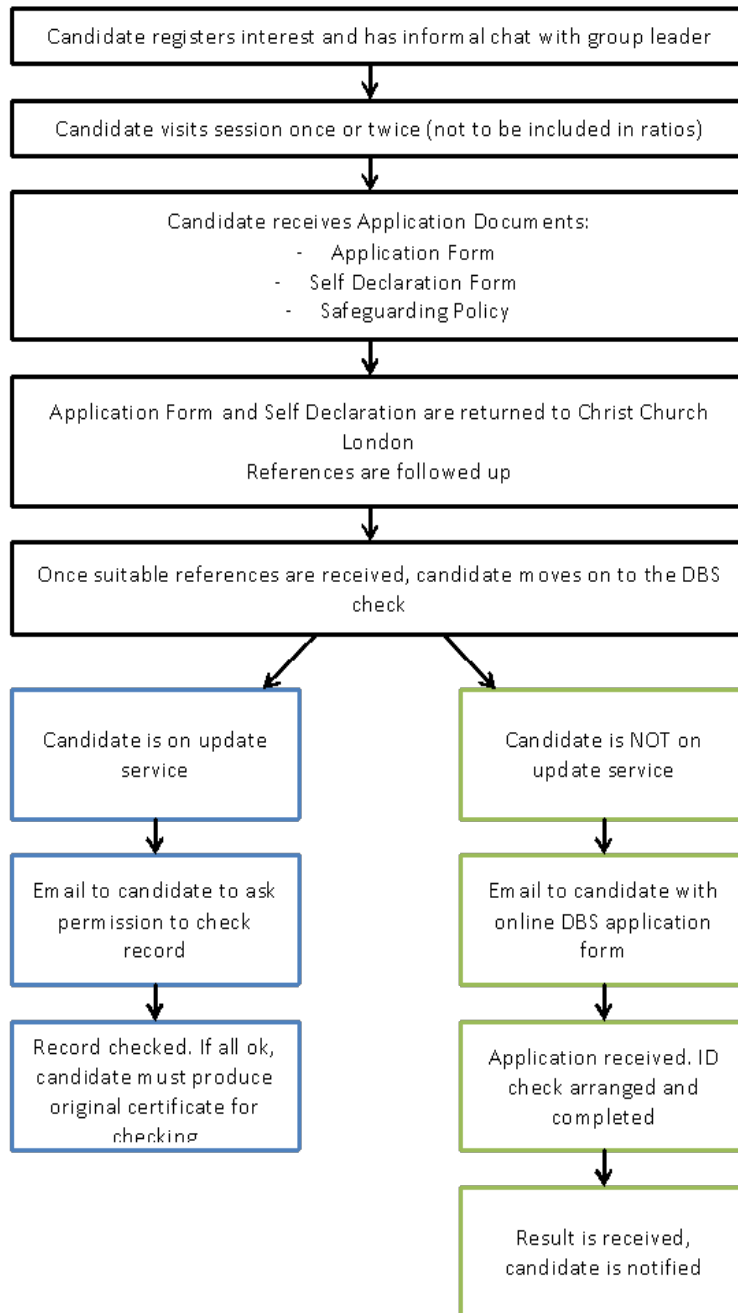 Candidate registers interest and has informal chat with group leader
Candidate visits session once or twice (not to be included in ratios)
Candidate receives Application Documents:
- Application Form
- Self Declaration Form
- Safeguarding Policy
Application Form and Self Declaration are returned to Christ Church
London
References are followed up
Once suitable references are received, candidate moves on to the DBS
check
Candidate is on update
service
Email to candidate to ask
permission to check
record
Record checked. If all ok,
candidate must produce
original certificate for
checking
Candidate is NOT on
update service
Email to candidate with
online DBS application
form
Application received. ID
check arranged and
completed
Result is received,
candidate is notified